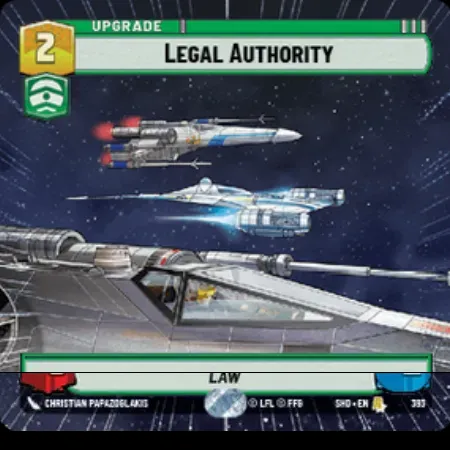 UPGRADE
2
LEGAL AUTHORITY
LAW
CHRISTIAN PAPAZOGLAKIS
© LFL © FFG
SHD • EN
393